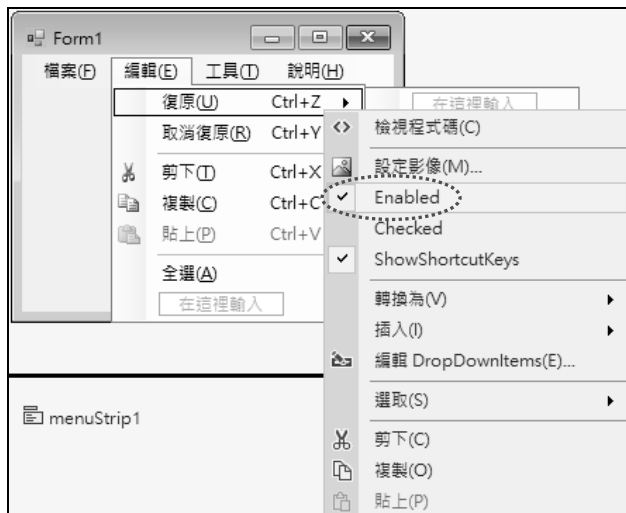 Form1
檔案(F) 編輯(E) 工具(T) 說明(H)
復原(U) Ctrl+Z
在這裡輸入
取消復原(R) Ctrl+Y
剪下(T) Ctrl+X
複製(C) Ctrl+C
貼上(P) Ctrl+V
全選(A)
在這裡輸入
檢視程式碼(C)
設定影像(M)...
Enabled
Checked
ShowShortcutKeys
轉換為(V)
插入(I)
編輯 DropDownItems(E)...
選取(S)
剪下(C)
複製(O)
貼上(P)
menuStrip1